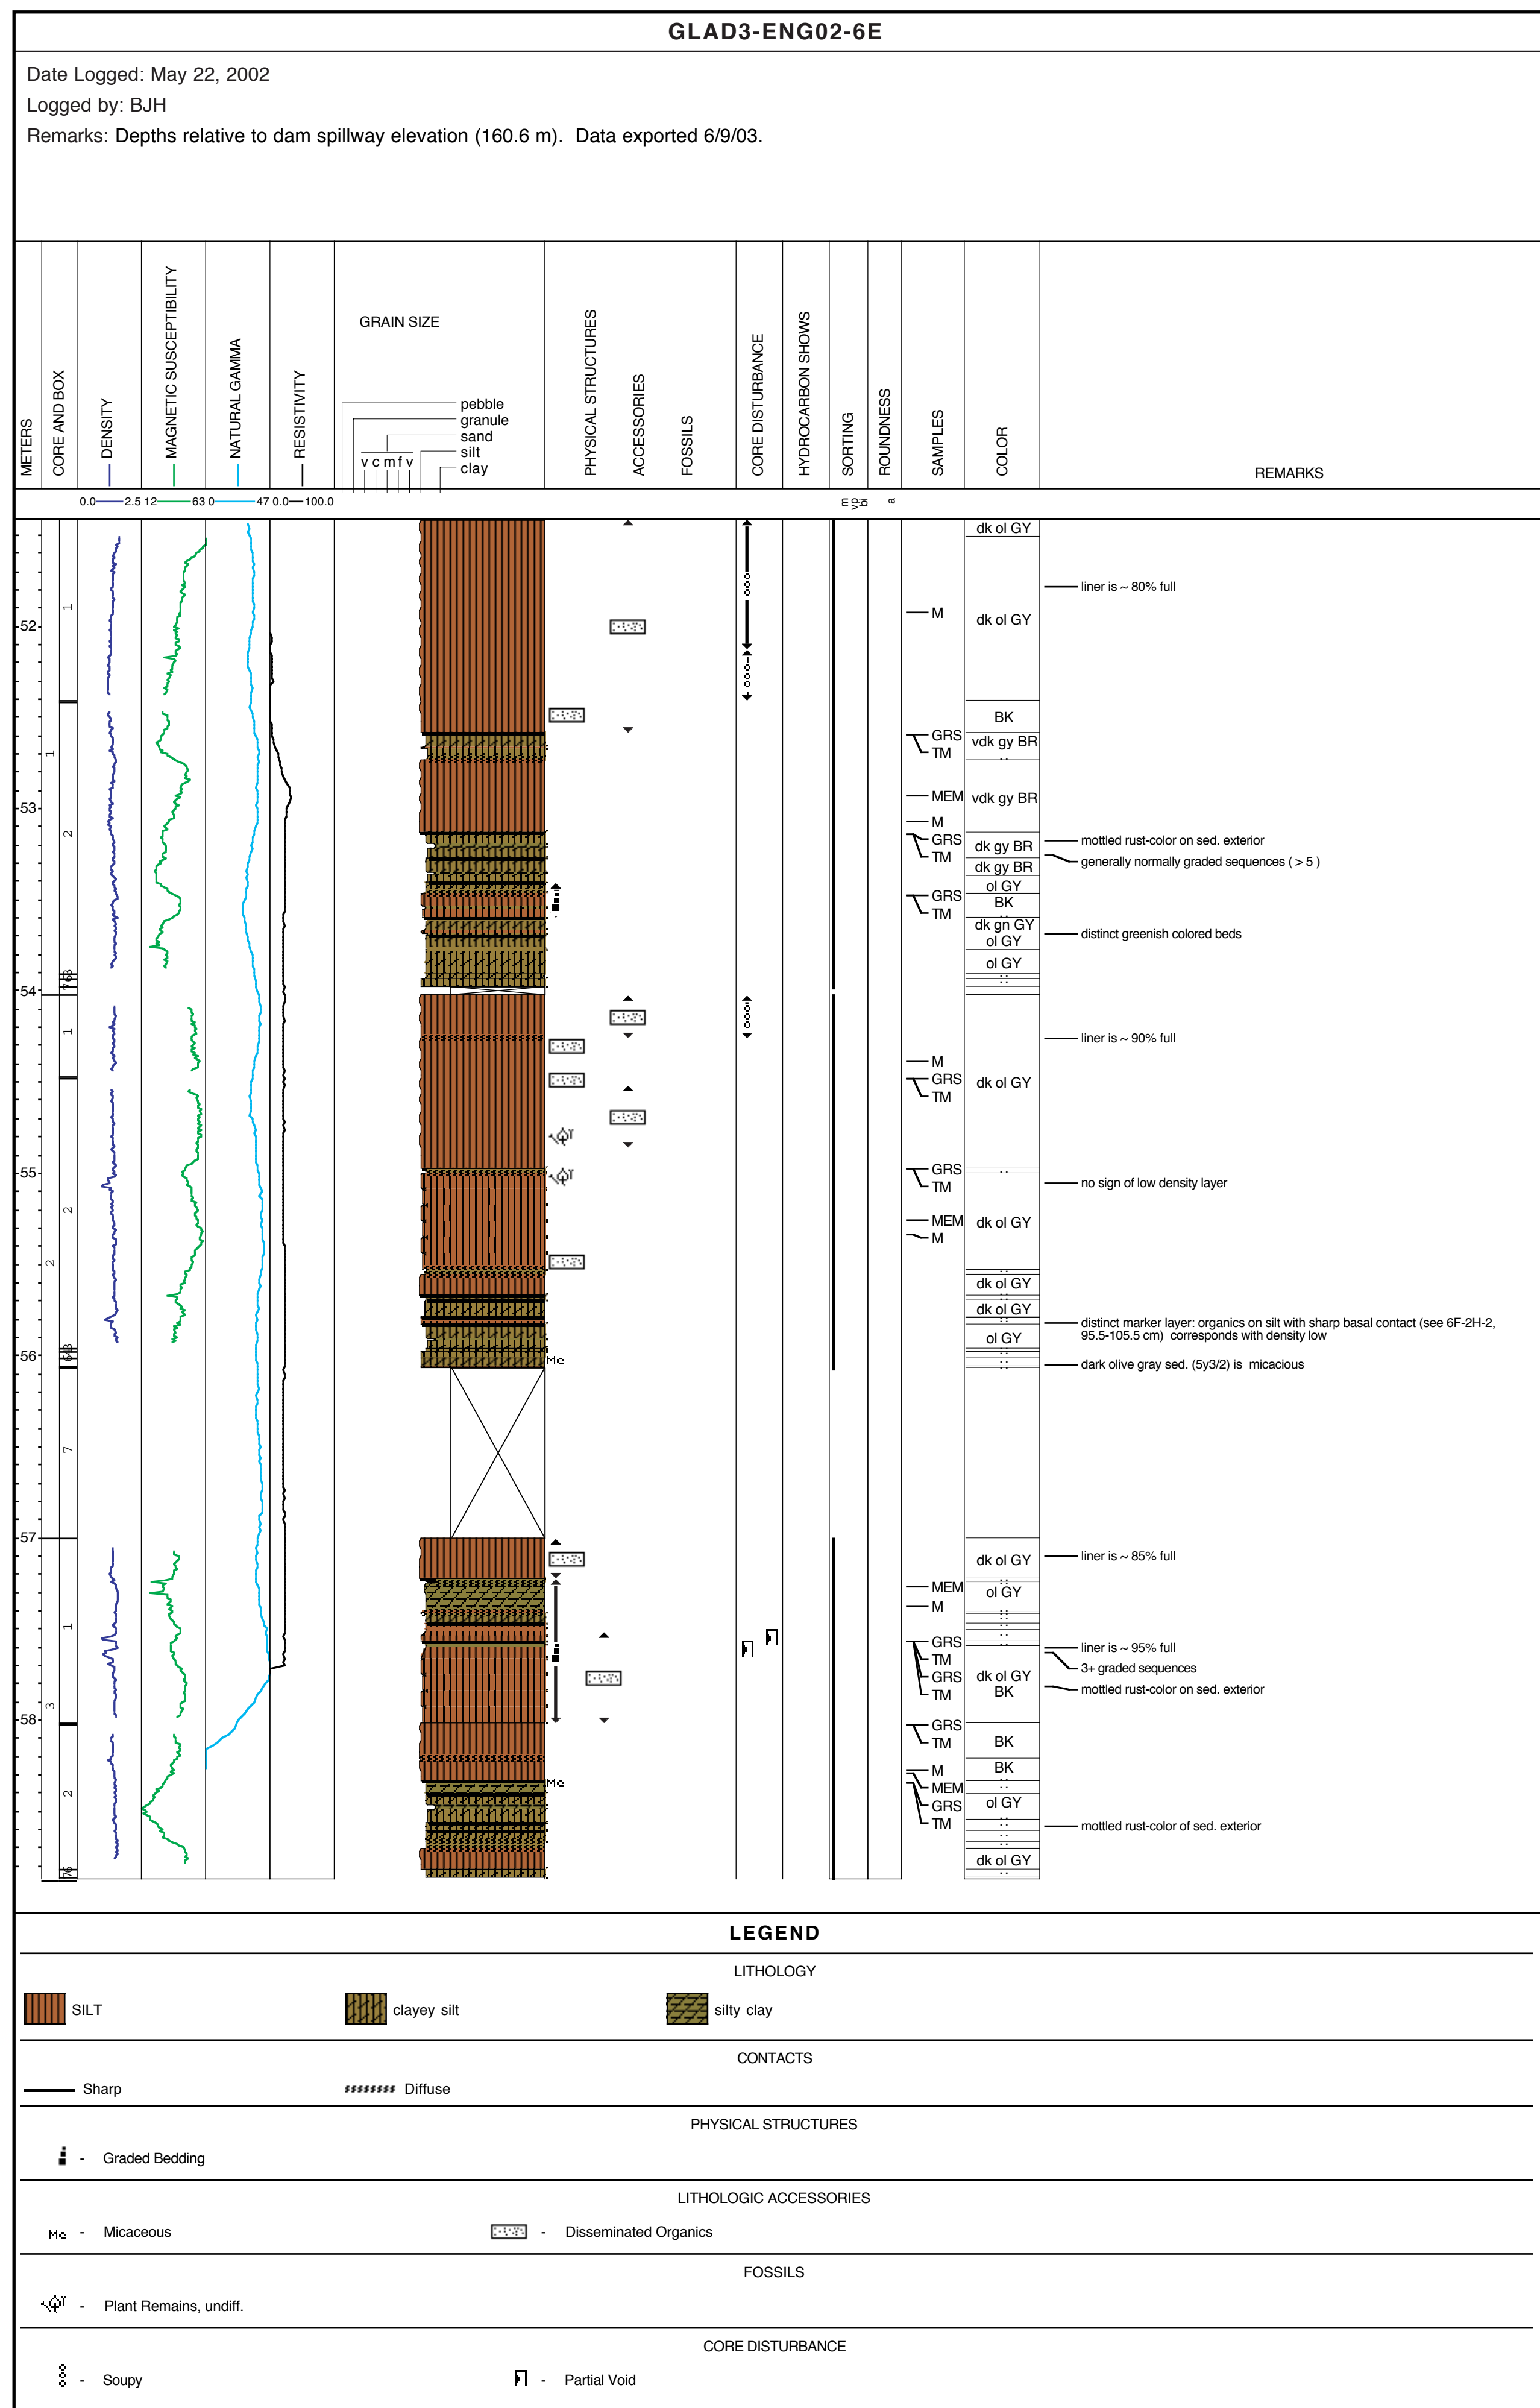 GLAD3-ENG02-6E
Date Logged: May 22, 2002
Logged by: BJH
Remarks: Depths relative to dam spillway elevation (160.6 m). Data exported 6/9/03.
METERS
CORE AND BOX
DENSITY
MAGNETIC SUSCEPTIBILITY
NATURAL GAMMA
RESISTIVITY
GRAIN SIZE
pebble
granule
sand
silt
clay
v c m f v
PHYSICAL STRUCTURES
ACCESSORIES
FOSSILS
CORE DISTURBANCE
HYDROCARBON SHOWS
SORTING
ROUNDNESS
SAMPLES
COLOR
REMARKS
0.0 2.5 12 63 0 47 0.0 100.0
m
vp
bi
a
dk ol GY
liner is ~ 80% full
1
M
dk ol GY
52
BK
GRS
vdk gy BR
TM
1
MEM
vdk gy BR
53
M
2
GRS
mottled rust-color on sed. exterior
dk gy BR
TM
generally normally graded sequences ( > 5 )
dk gy BR
ol GY
GRS
BK
TM
dk gn GY
ol GY
distinct greenish colored beds
ol GY
54
1
liner is ~ 90% full
M
GRS
dk ol GY
TM
55
GRS
TM
no sign of low density layer
2
MEM
dk ol GY
M
2
dk ol GY
dk ol GY
distinct marker layer: organics on silt with sharp basal contact (see 6F-2H-2,
95.5-105.5 cm) corresponds with density low
ol GY
56
Mc
dark olive gray sed. (5y3/2) is micacious
7
57
liner is ~ 85% full
dk ol GY
MEM
ol GY
M
1
GRS
liner is ~ 95% full
TM
3+ graded sequences
GRS
dk ol GY
TM
BK
mottled rust-color on sed. exterior
3
58
GRS
TM
BK
M
BK
Mc
MEM
2
GRS
ol GY
TM
mottled rust-color of sed. exterior
dk ol GY
LEGEND
LITHOLOGY
SILT
clayey silt
silty clay
CONTACTS
Sharp
Diffuse
PHYSICAL STRUCTURES
- Graded Bedding
LITHOLOGIC ACCESSORIES
Mc - Micaceous
- Disseminated Organics
FOSSILS
- Plant Remains, undiff.
CORE DISTURBANCE
- Soupy
- Partial Void